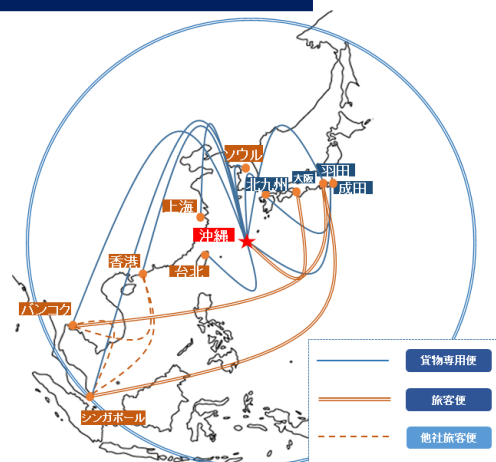 ソウル
羽田
大阪
北九州
成田
上海
沖縄
香港
台北
バンコク
シンガポール
貨物専用便
旅客便
他社旅客便